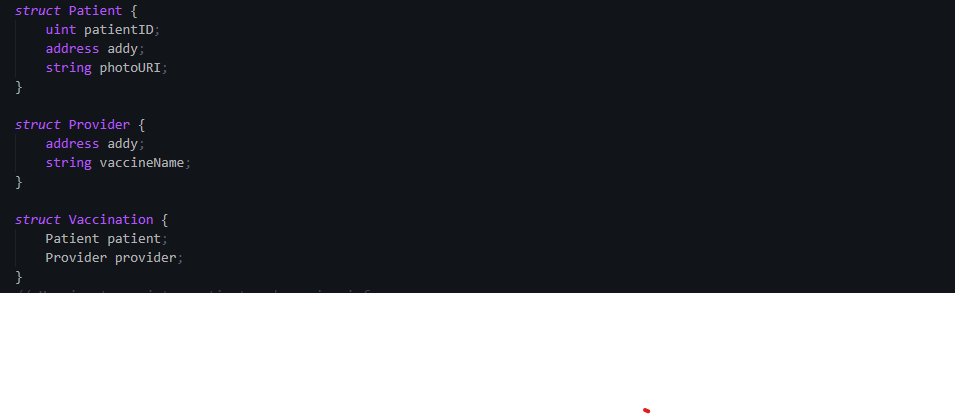 struct Patient {
    uint patientID;
    address addy;
    string photoURI;
}

struct Provider {
    address addy;
    string vaccineName;
}

struct Vaccination {
    Patient patient;
    Provider provider;
}